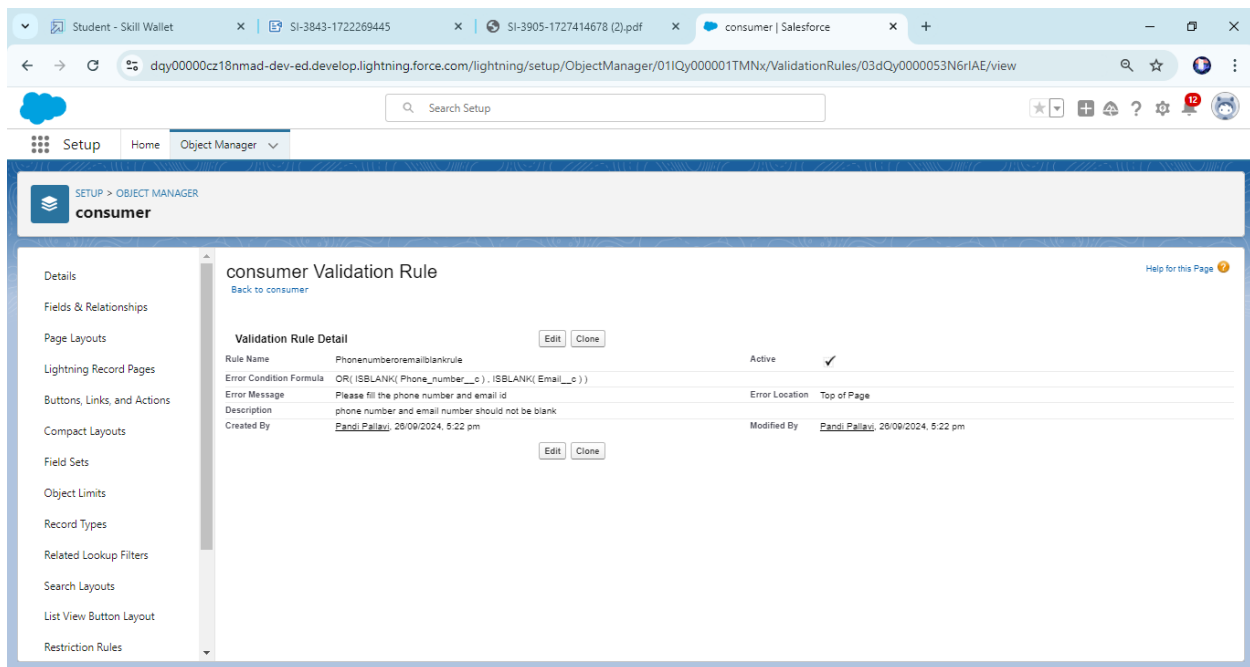 Student - Skill Wallet
SI-3843-1722269445
SI-3905-1727414678 (2).pdf
consumer | Salesforce
dqy00000cz18nmad-dev-ed.develop.lightning.force.com/lightning/setup/ObjectManager/01IQy000001TMNx/ValidationRules/03dQy0000053N6rIAE/view
Search Setup
12
Setup Home Object Manager
SETUP > OBJECT MANAGER
consumer
Details
Fields & Relationships
Page Layouts
Lightning Record Pages
Buttons, Links, and Actions
Compact Layouts
Field Sets
Object Limits
Record Types
Related Lookup Filters
Search Layouts
List View Button Layout
Restriction Rules
consumer Validation Rule
Help for this Page
Back to consumer
Validation Rule Detail Edit Clone
Rule Name Phonenumberoremailblankrule Active
Error Condition Formula OR( ISBLANK( Phone_number__c ) , ISBLANK( Email__c ) )
Error Message Please fill the phone number and email id Error Location Top of Page
Description phone number and email number should not be blank
Created By Pandi Pallavi, 26/09/2024, 5:22 pm Modified By Pandi Pallavi, 26/09/2024, 5:22 pm
Edit Clone